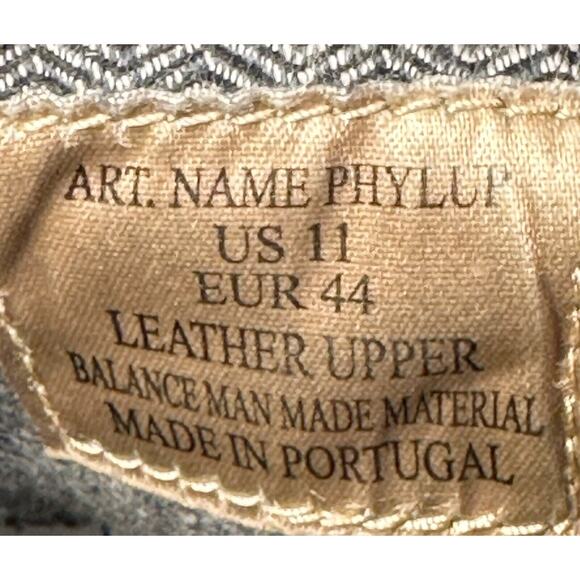 ART. NAME PHYLUP
US 11
EUR 44
LEATHER UPPER
BALANCE MAN MADE MATERIAL
MADE IN PORTUGAL